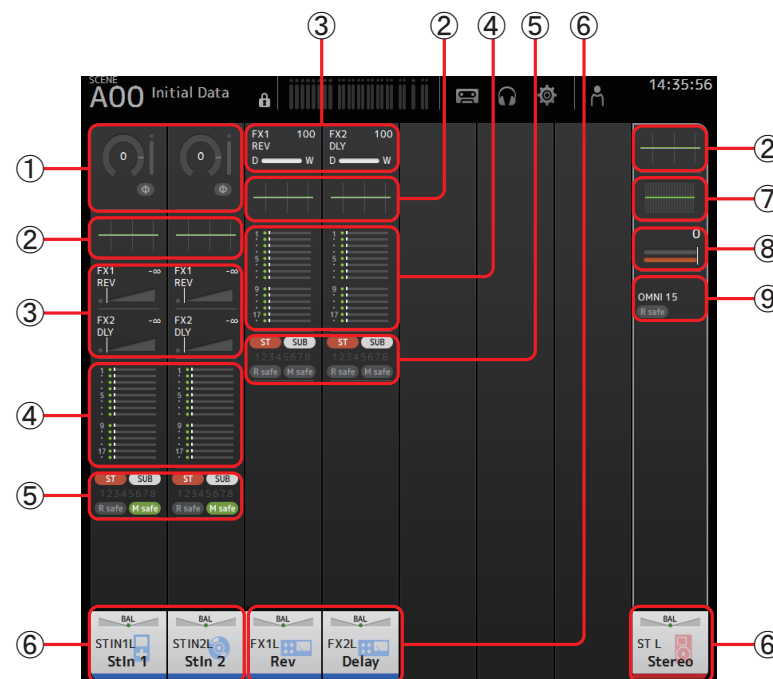 ③ ② ④ ⑤ ⑥
SCENE
A00 Initial Data 14:35:56
① 0 Φ 0 Φ
FX1 100 FX2 100
REV DLY
D W D W
②
⑦
②
0
⑧
③
FX1 -∞ FX1 -∞
REV REV
FX2 -∞ FX2 -∞
DLY DLY
1 1
5 5
9 9
17 17
OMNI 15
R safe
⑨
ST SUB ST SUB
12345678 12345678
R safe M safe R safe M safe
④
1 1
5 5
9 9
17 17
⑤
ST SUB ST SUB
12345678 12345678
R safe M safe R safe M safe
⑥
BAL BAL BAL BAL BAL
STIN1L STIN2L FX1L FX2L ST L
StIn 1 StIn 2 Rev Delay Stereo
⑥